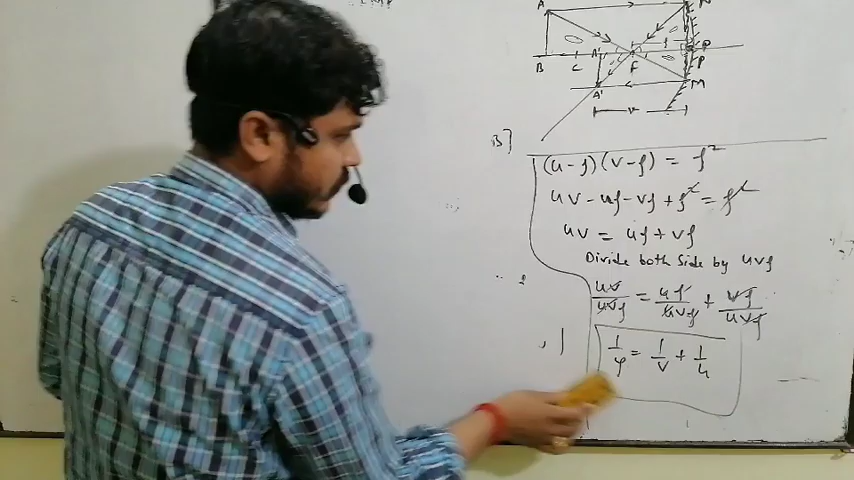 A N
B C A' F P
A' M
v
B]
(u-f)(v-f) = f²
uv - uf - vf + f² = f²
uv = uf + vf
Divide both side by uvf
uv/uvf = uf/uvf + vf/uvf
1/f = 1/v + 1/u